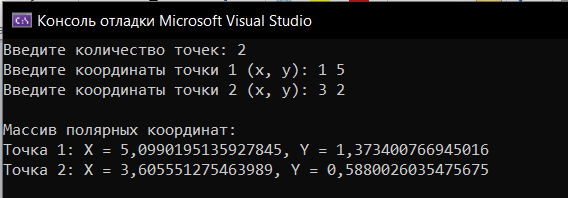 Консоль отладки Microsoft Visual Studio
Введите количество точек: 2
Введите координаты точки 1 (x, y): 1 5
Введите координаты точки 2 (x, y): 3 2
Массив полярных координат:
Точка 1: X = 5,0990195135927845, Y = 1,373400766945016
Точка 2: X = 3,605551275463989, Y = 0,5880026035475675